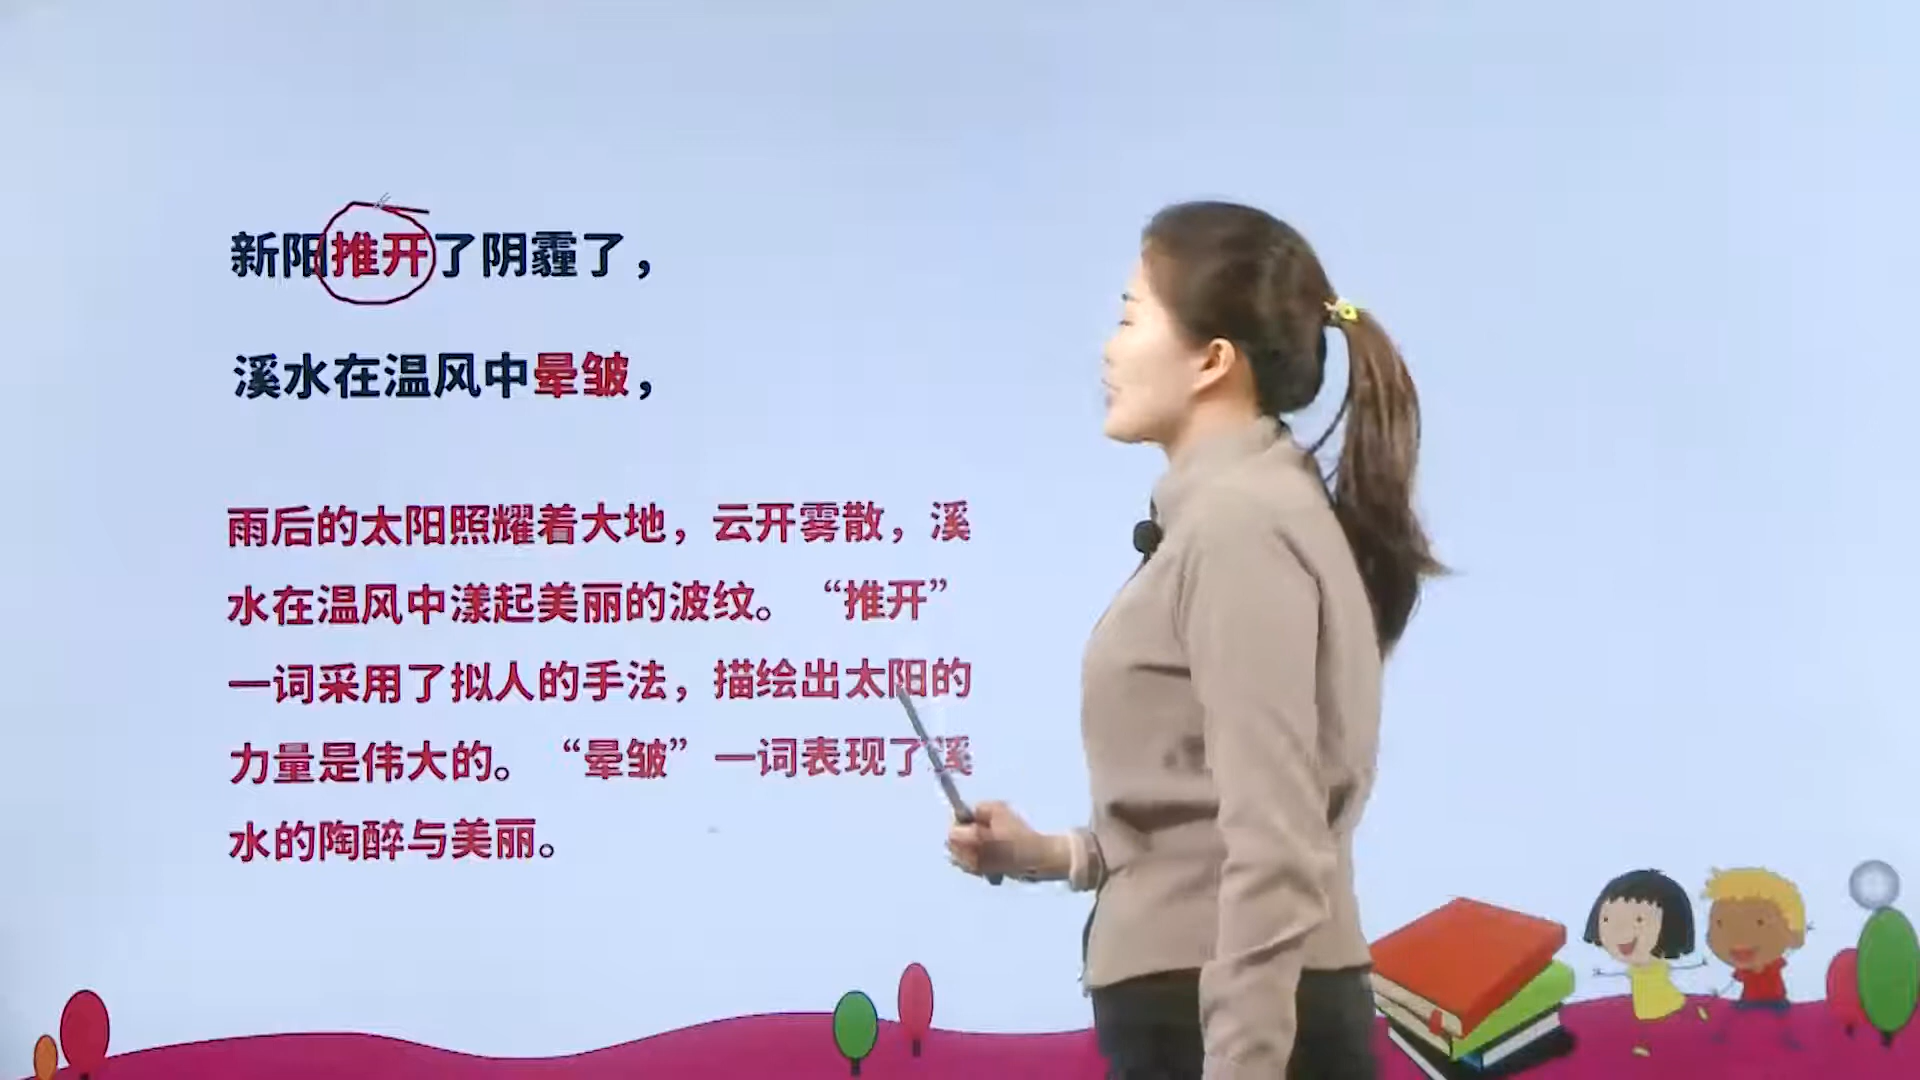 新阳推开了阴霾了，
溪水在温风中晕皱，
雨后的太阳照耀着大地，云开雾散，溪
水在温风中漾起美丽的波纹。“推开”
一词采用了拟人的手法，描绘出太阳的
力量是伟大的。“晕皱”一词表现了溪
水的陶醉与美丽。